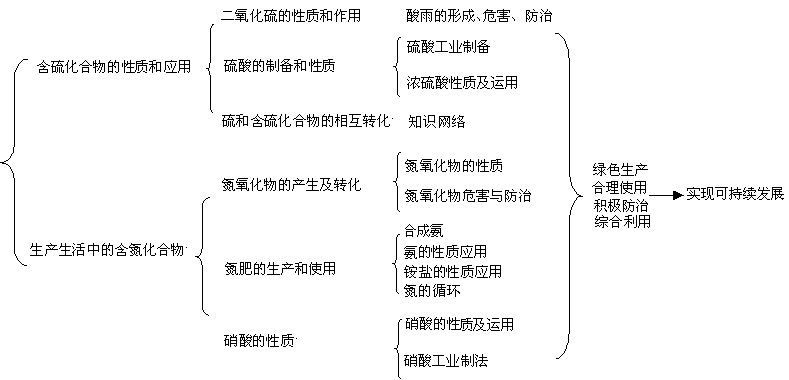 二氧化硫的性质和作用
酸雨的形成、危害、防治
含硫化合物的性质和应用
硫酸的制备和性质
硫酸工业制备
浓硫酸性质及运用
硫和含硫化合物的相互转化
知识网络
氮氧化物的产生及转化
氮氧化物的性质
氮氧化物危害与防治
生产生活中的含氮化合物
氮肥的生产和使用
合成氨
氨的性质应用
铵盐的性质应用
氮的循环
硝酸的性质
硝酸的性质及运用
硝酸工业制法
绿色生产
合理使用
积极防治
综合利用
实现可持续发展